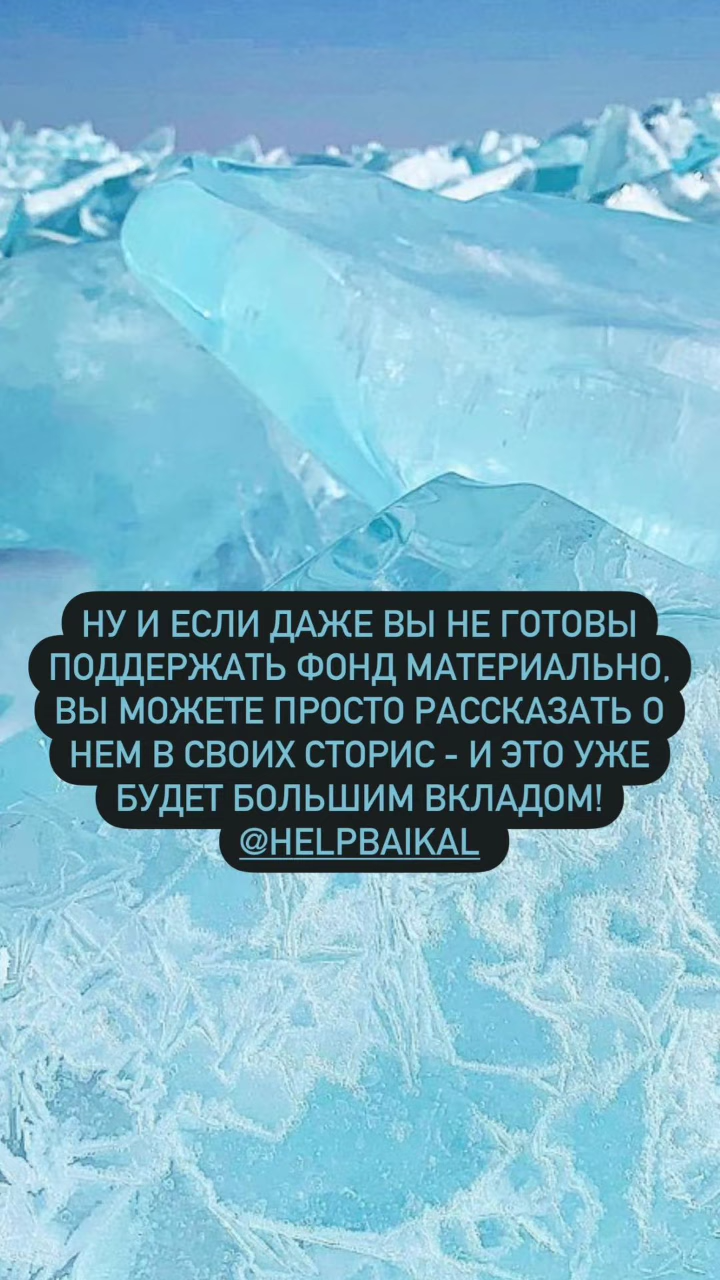 НУ И ЕСЛИ ДАЖЕ ВЫ НЕ ГОТОВЫ
ПОДДЕРЖАТЬ ФОНД МАТЕРИАЛЬНО,
ВЫ МОЖЕТЕ ПРОСТО РАССКАЗАТЬ О
НЕМ В СВОИХ СТОРИС - И ЭТО УЖЕ
БУДЕТ БОЛЬШИМ ВКЛАДОМ!
@HELPBAIKAL